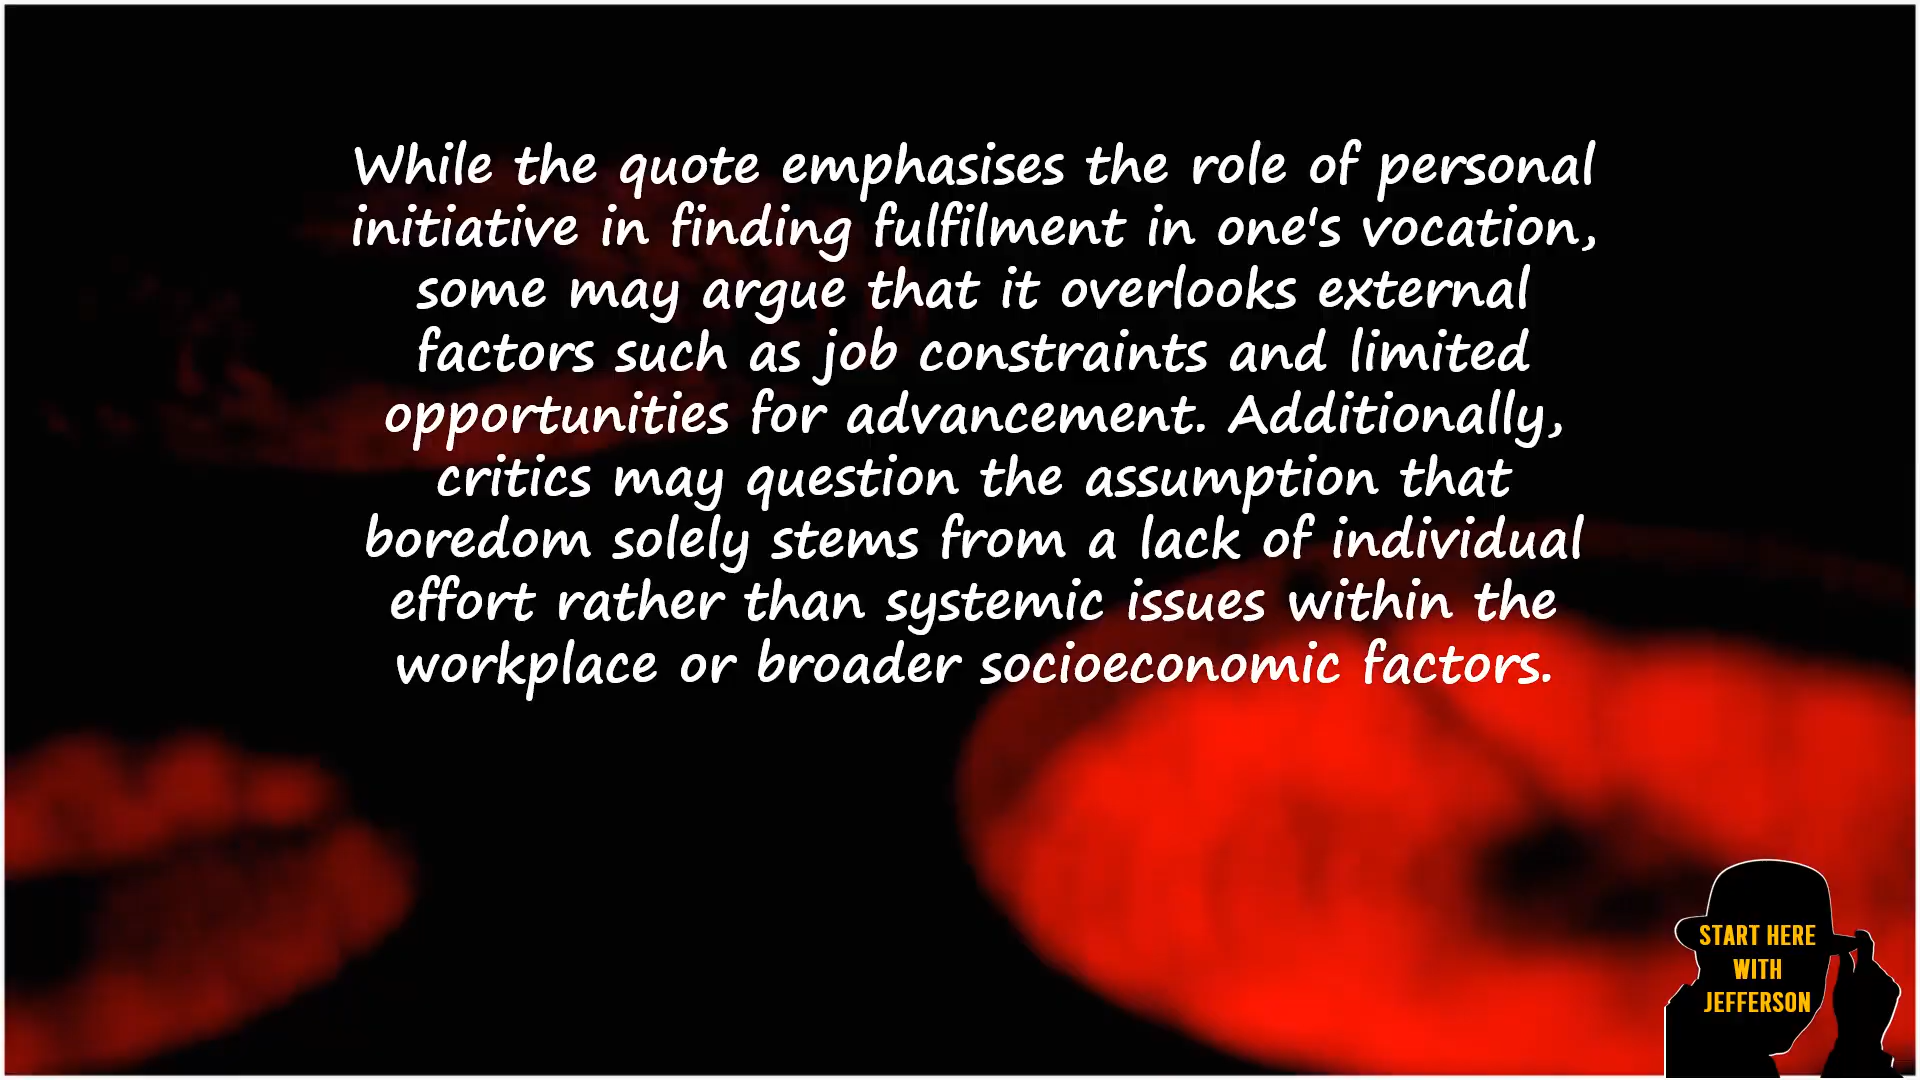 While the quote emphasises the role of personal
initiative in finding fulfilment in one's vocation,
some may argue that it overlooks external
factors such as job constraints and limited
opportunities for advancement. Additionally,
critics may question the assumption that
boredom solely stems from a lack of individual
effort rather than systemic issues within the
workplace or broader socioeconomic factors.
START HERE
WITH
JEFFERSON